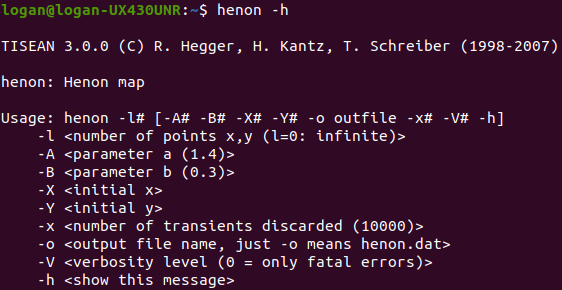 logan@logan-UX430UNR:~$ henon -h
TISEAN 3.0.0 (C) R. Hegger, H. Kantz, T. Schreiber (1998-2007)
henon: Henon map
Usage: henon -l# [-A# -B# -X# -Y# -o outfile -x# -V# -h]
-l <number of points x,y (l=0: infinite)>
-A <parameter a (1.4)>
-B <parameter b (0.3)>
-X <initial x>
-Y <initial y>
-x <number of transients discarded (10000)>
-o <output file name, just -o means henon.dat>
-V <verbosity level (0 = only fatal errors)>
-h <show this message>